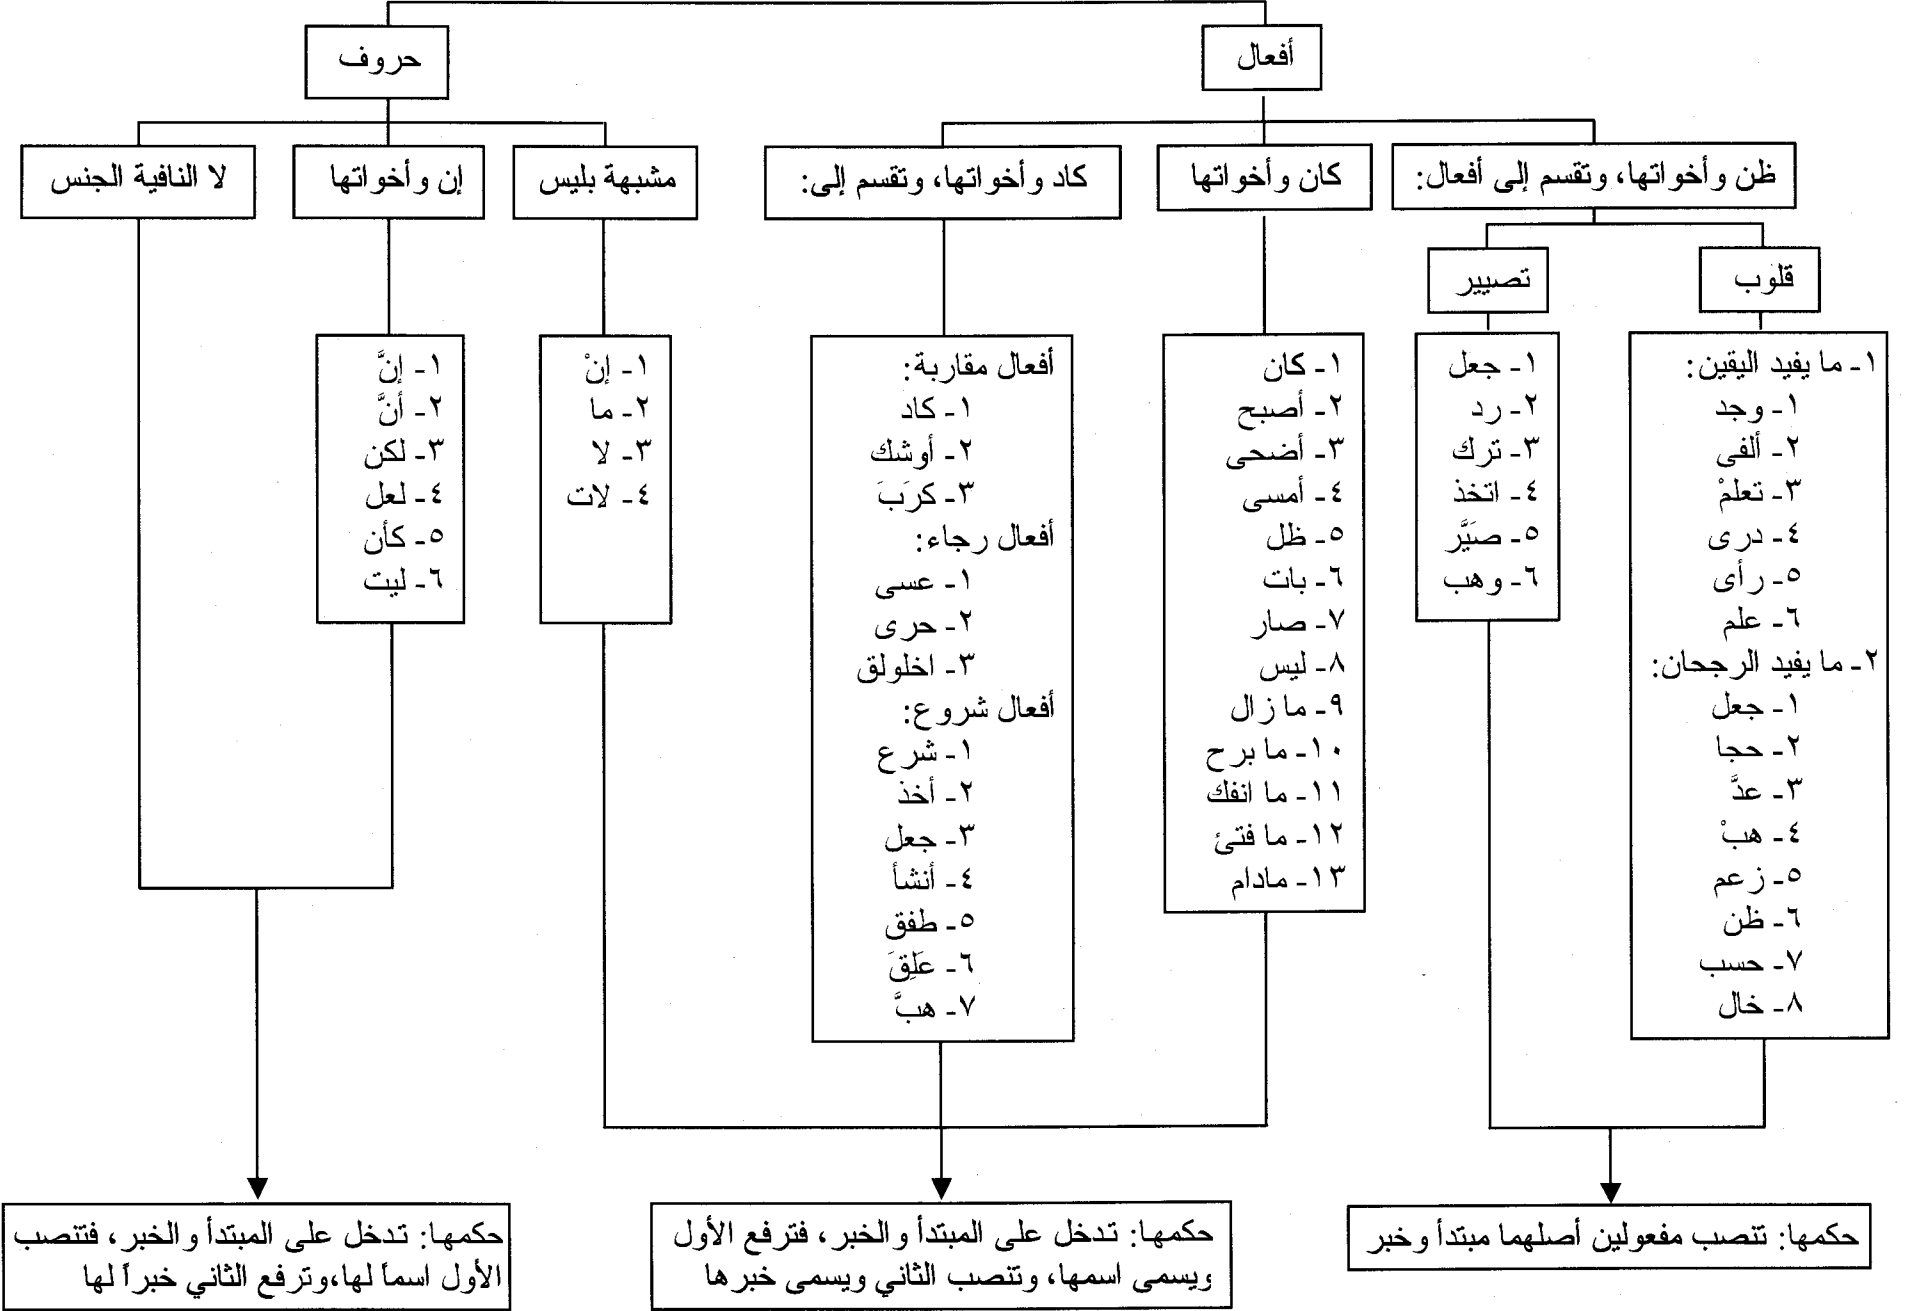 أفعال
حروف
ظن وأخواتها، وتقسم إلى أفعال:
كان وأخواتها
كاد وأخواتها، وتقسم إلى:
مشبهة بليس
إن وأخواتها
لا النافية الجنس
قلوب
تصيير
١- ما يفيد اليقين:
١- وجد
٢- ألفى
٣- تعلمْ
٤- درى
٥- رأى
٦- علم
٢- ما يفيد الرجحان:
١- جعل
٢- حجا
٣- عدَّ
٤- هبْ
٥- زعم
٦- ظن
٧- حسب
٨- خال
١- جعل
٢- رد
٣- ترك
٤- اتخذ
٥- صيَّر
٦- وهب
١- كان
٢- أصبح
٣- أضحى
٤- أمسى
٥- ظل
٦- بات
٧- صار
٨- ليس
٩- ما زال
١٠- ما برح
١١- ما انفك
١٢- ما فتئ
١٣- مادام
أفعال مقاربة:
١- كاد
٢- أوشك
٣- كرَبَ
أفعال رجاء:
١- عسى
٢- حرى
٣- اخلولق
أفعال شروع:
١- شرع
٢- أخذ
٣- جعل
٤- أنشأ
٥- طفق
٦- عَلِقَ
٧- هبَّ
١- إنْ
٢- ما
٣- لا
٤- لات
١- إنَّ
٢- أنَّ
٣- لكن
٤- لعل
٥- كأن
٦- ليت
حكمها: تنصب مفعولين أصلهما مبتدأ وخبر
حكمها: تدخل على المبتدأ والخبر، فترفع الأول
ويسمى اسمها، وتنصب الثاني ويسمى خبرها
حكمها: تدخل على المبتدأ والخبر، فتنصب
الأول اسماً لها،وترفع الثاني خبراً لها